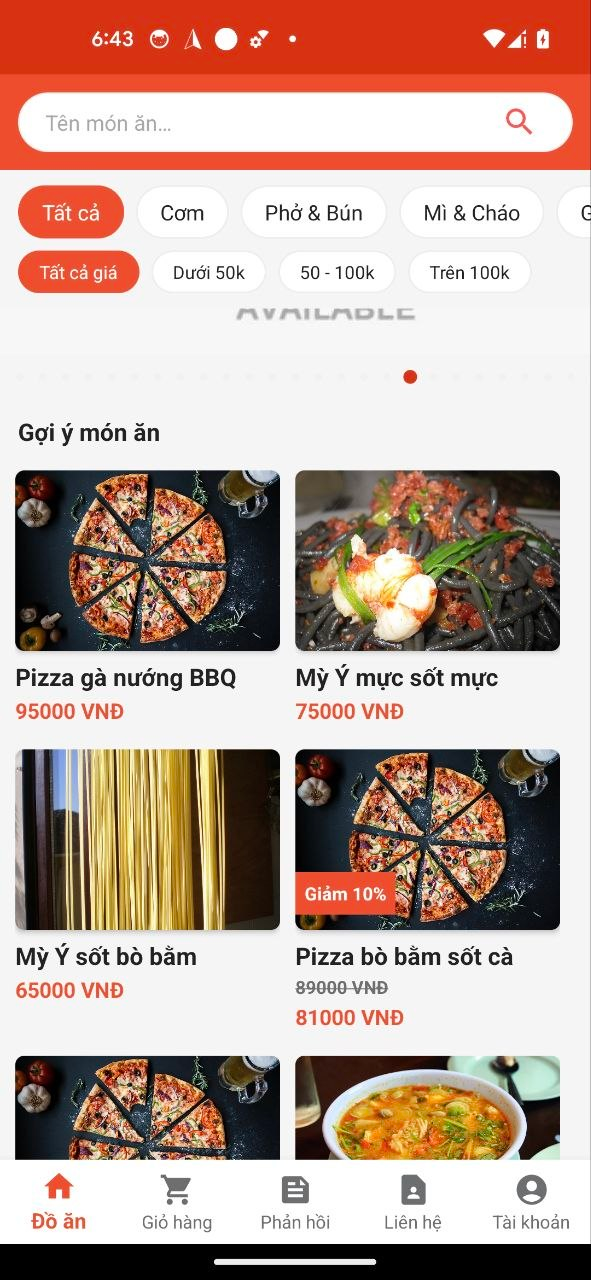 6:43
Tên món ăn...
Tất cả
Cơm
Phở & Bún
Mì & Cháo
G
Tất cả giá
Dưới 50k
50 - 100k
Trên 100k
AVAILABLE
Gợi ý món ăn
Pizza gà nướng BBQ
95000 VNĐ
Mỳ Ý mực sốt mực
75000 VNĐ
Mỳ Ý sốt bò bằm
65000 VNĐ
Giảm 10%
Pizza bò bằm sốt cà
89000 VNĐ
81000 VNĐ
Đồ ăn
Giỏ hàng
Phản hồi
Liên hệ
Tài khoản